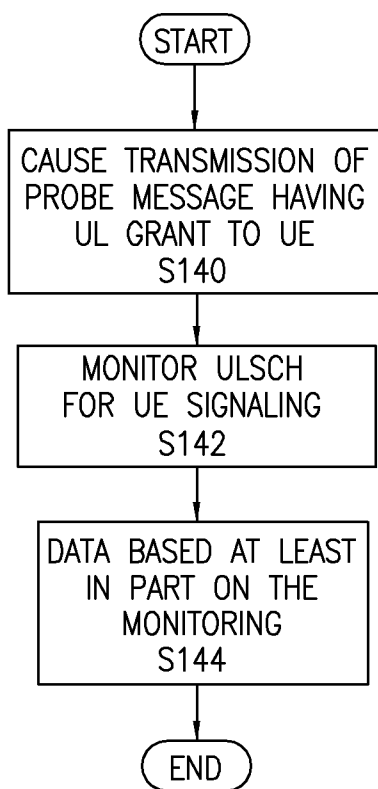 START
CAUSE TRANSMISSION OF
PROBE MESSAGE HAVING
UL GRANT TO UE
S140
MONITOR ULSCH
FOR UE SIGNALING
S142
DATA BASED AT LEAST
IN PART ON THE
MONITORING
S144
END